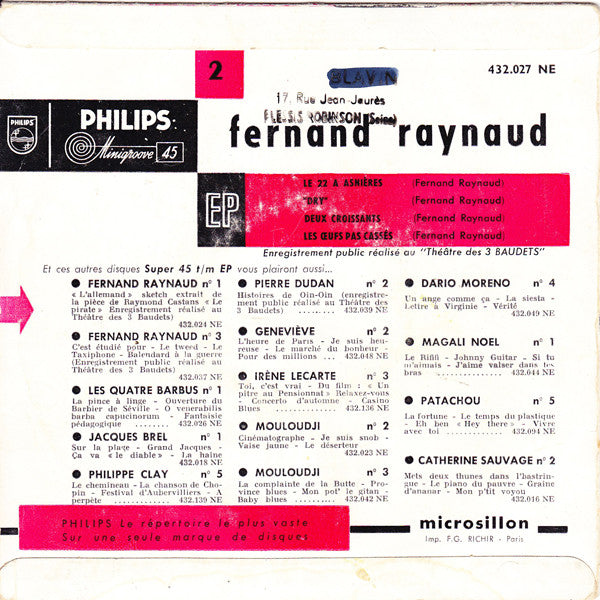 2
432.027 NE
SLAVIN
17, Rue Jean-Jaurès
ROBINSON (Seine)
PHILIPS
PHILIPS
Minigroove 45
fernand raynaud
EP
LE 22 A ASNIÈRES (Fernand Raynaud)
"DRY" (Fernand Raynaud)
DEUX CROISSANTS (Fernand Raynaud)
LES ŒUFS PAS CASSÉS (Fernand Raynaud)
Enregistrement public réalisé au "Théâtre des 3 BAUDETS"
Et ces autres disques Super 45 t/m EP vous plairont aussi...
● FERNAND RAYNAUD n° 1
« L'allemand » sketch extrait de
la pièce de Raymond Castans « Le
pirate » Enregistrement réalisé au
Théâtre des 3 Baudets)
432.024 NE
● FERNAND RAYNAUD n° 3
C'est étudié pour - Le tweed - Le
Taxiphone - Balendard à la guerre
(Enregistrement public réalisé au
Théâtre des 3 Baudets)
432.037 NE
● LES QUATRE BARBUS n° 1
La pince à linge - Ouverture du
Barbier de Séville - O venerabilis
barba capucinorum - Fantaisie
pédagogique ........ 432.026 NE
● JACQUES BREL n° 1
Sur la place - Grand Jacques -
Ça va « le diable » - La haine
432.018 NE
● PHILIPPE CLAY n° 5
Le chemineau - La chanson de Cho-
pin - Festival d'Aubervilliers - A
perpète ........ 432.139 NE
● PIERRE DUDAN n° 2
Histoires de Oin-Oin (enregistre-
ment public réalisé au Théâtre des
3 Baudets) .......... 432.039 NE
● GENEVIÈVE n° 2
L'heure de Paris - Je suis heu-
reuse - Le marché du bonheur -
Pour des millions ... 432.048 NE
● IRÈNE LECARTE n° 3
Toi, c'est vrai - Du film : « Un
pitre au Pensionnat » Relaxez-vous
- Concerto d'automne - Casino
Blues .......... 432.136 NE
● MOULOUDJI n° 2
Cinématographe - Je suis snob -
Valse jaune - Le déserteur
432.023 NE
● MOULOUDJI n° 3
La complainte de la Butte - Pro-
vince blues - Mon pot' le gitan -
Baby blues .......... 432.042 NE
● DARIO MORENO n° 4
Un ange comme ça - La siesta -
Lettre à Virginie - Vérité
432.049 NE
● MAGALI NOEL n° 1
Le Rififi - Johnny Guitar - Si tu
m'aimais - J'aime valser dans tes
bras .............. 432.044 NE
● PATACHOU n° 5
La fortune - Le temps du plastique
- Eh ben « Hey there » - Vivre
avec toi .......... 432.094 NE
● CATHERINE SAUVAGE n° 2
Mets deux thunes dans l'bastrin-
gue - Le piano du pauvre - Graine
d'ananar - Mon p'tit voyou
432.016 NE
PHILIPS Le répertoire le plus vaste
Sur une seule marque de disques
microsillon
Imp. F.G. RICHIR - Paris